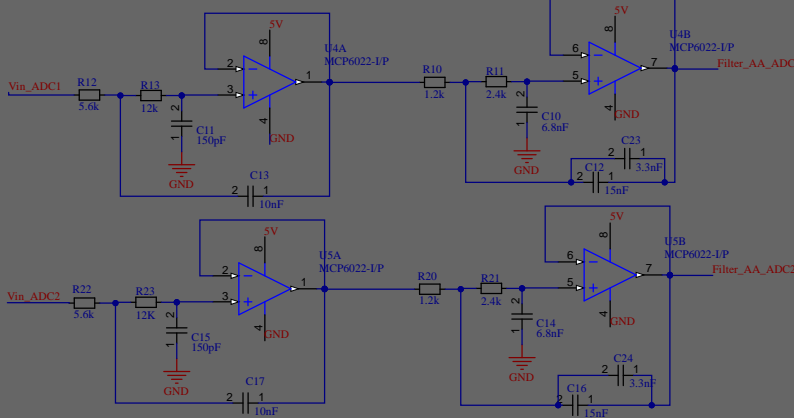 5V
8
U4A
MCP6022-I/P
2
1
3
4
GND
Vin_ADC1
R12
5.6k
R13
12k
2
1
C11
150pF
GND
C13
2 1
10nF
R10
1.2k
R11
2.4k
5V
8
U4B
MCP6022-I/P
6
7
5
4
GND
Filter_AA_ADC
2
1
C10
6.8nF
GND
C23
2 1
3.3nF
C12
2 1
15nF
5V
8
U5A
MCP6022-I/P
2
1
3
4
GND
Vin_ADC2
R22
5.6k
R23
12K
2
1
C15
150pF
GND
C17
2 1
10nF
R20
1.2k
R21
2.4k
5V
8
U5B
MCP6022-I/P
6
7
5
4
GND
Filter_AA_ADC2
2
1
C14
6.8nF
GND
C24
2 1
3.3nF
C16
2 1
15nF